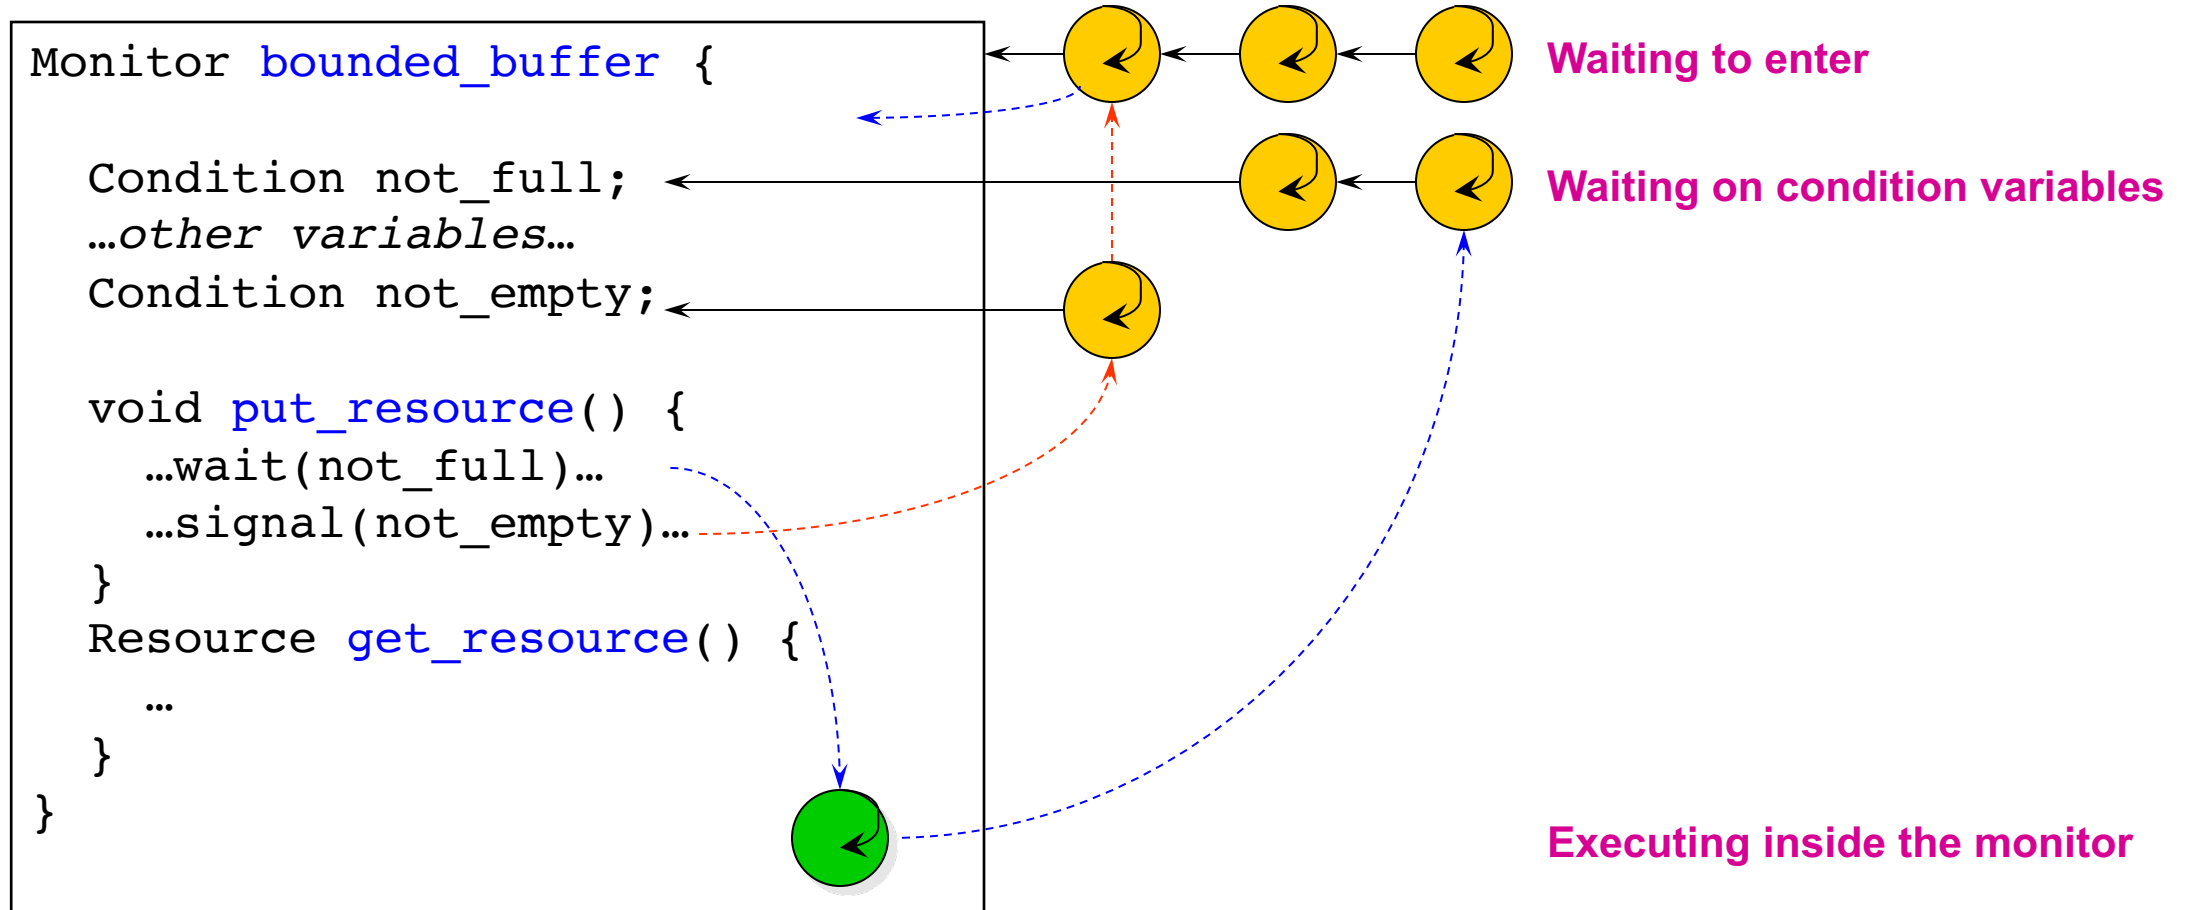 Monitor bounded_buffer {
Waiting to enter
Condition not_full;
Waiting on condition variables
…other variables…
Condition not_empty;
void put_resource() {
…wait(not_full)…
…signal(not_empty)…
}
Resource get_resource() {
…
}
}
Executing inside the monitor